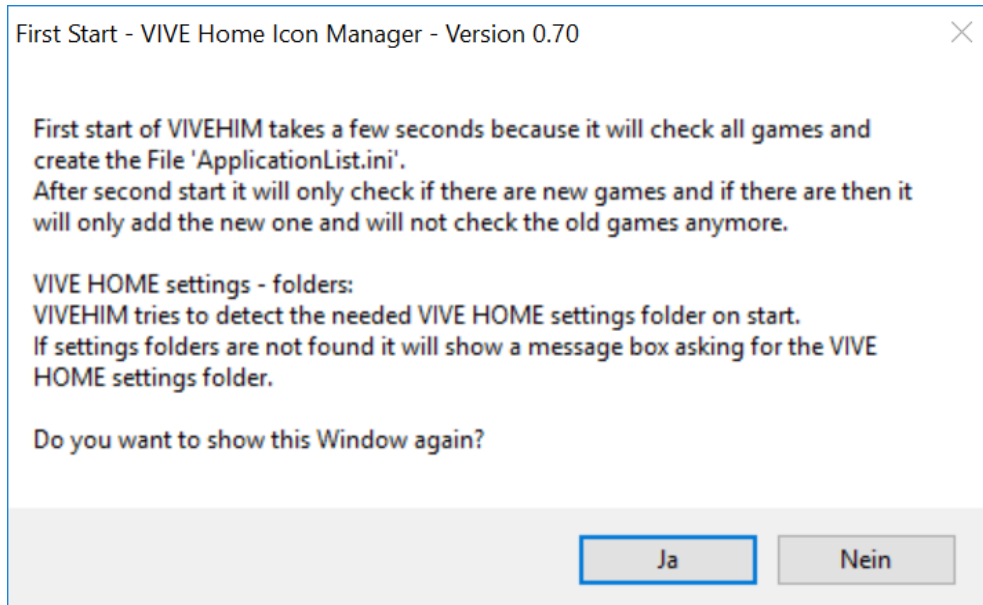 First Start - VIVE Home Icon Manager - Version 0.70
First start of VIVEHIM takes a few seconds because it will check all games and
create the File 'ApplicationList.ini'.
After second start it will only check if there are new games and if there are then it
will only add the new one and will not check the old games anymore.
VIVE HOME settings - folders:
VIVEHIM tries to detect the needed VIVE HOME settings folder on start.
If settings folders are not found it will show a message box asking for the VIVE
HOME settings folder.
Do you want to show this Window again?
Ja
Nein